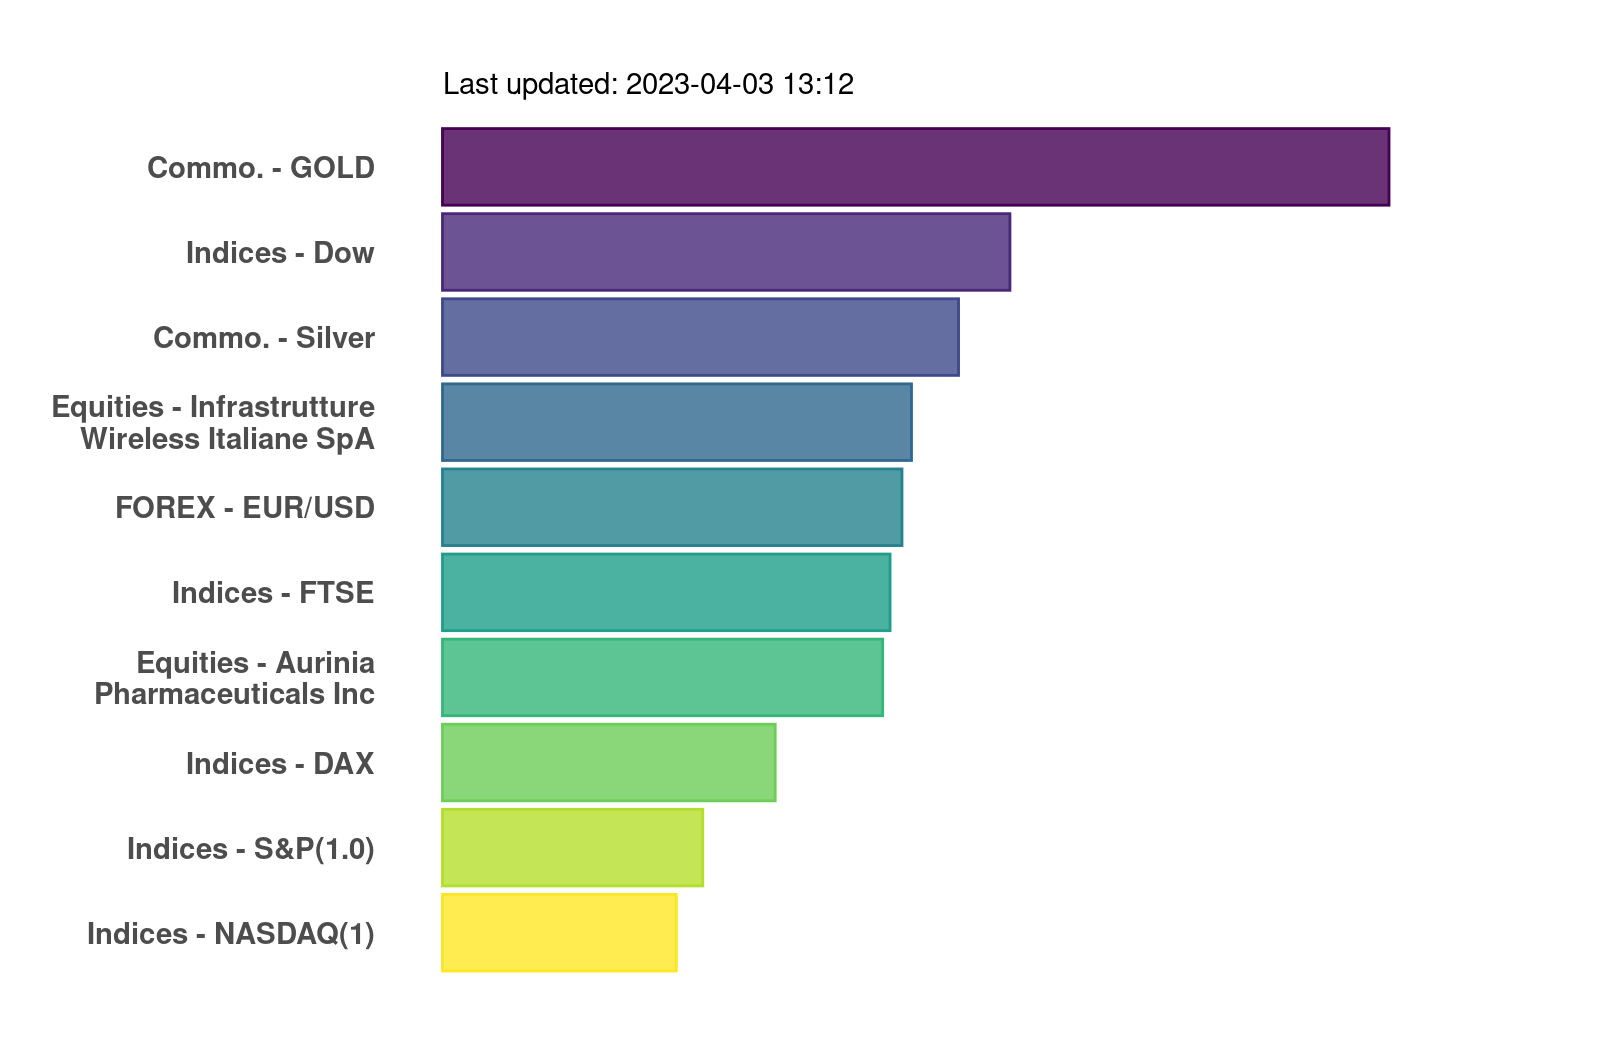 Last updated: 2023-04-03 13:12
Commo. - GOLD
Indices - Dow
Commo. - Silver
Equities - Infrastrutture
Wireless Italiane SpA
FOREX - EUR/USD
Indices - FTSE
Equities - Aurinia
Pharmaceuticals Inc
Indices - DAX
Indices - S&P(1.0)
Indices - NASDAQ(1)